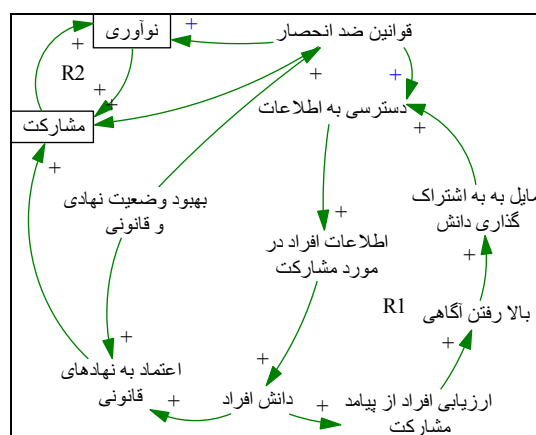 نوآوری
+
قوانین ضد انحصار
+
R2
+
+
+
+
مشارکت
دسترسی به اطلاعات
+
+
بهبود وضعیت نهادی
و قانونی
مایل به به اشتراک
گذاری دانش
+
اطلاعات افراد در
مورد مشارکت
+
R1
بالا رفتن آگاهی
+
+
+
اعتماد به نهادهای
قانونی
+
دانش افراد
+
ارزیابی افراد از پیامد
مشارکت